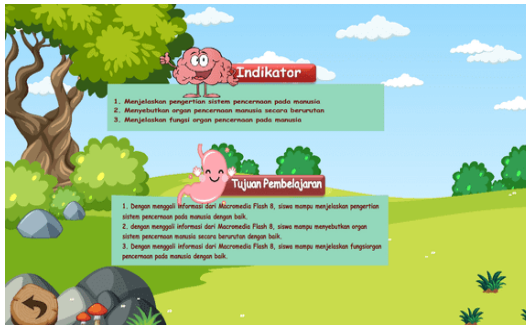 Indikator
1. Menjelaskan pengertian sistem pencernaan pada manusia
2. Menyebutkan organ pencernaan manusia secara berurutan
3. Menjelaskan fungsi organ pencernaan pada manusia
Tujuan Pembelajaran
1. Dengan menggali informasi dari Macromedia Flash 8, siswa mampu menjelaskan pengertian
sistem pencernaan pada manusia dengan baik.
2. dengan menggali informasi dari Macromedia Flash 8, siswa mampu menyebutkan organ
sistem pencernaan manusia secara berurutan dengan baik.
3. Dengan menggali informasi dari Macromedia Flash 8, siswa mampu menjelaskan fungsiorgan
pencernaan pada manusia dengan baik.